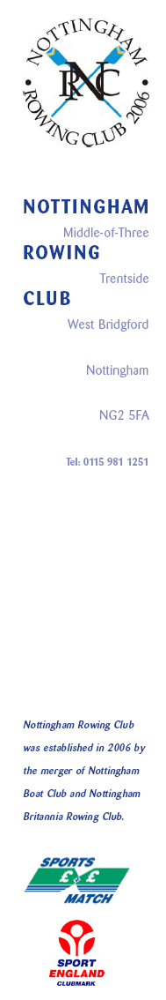 NOTTINGHAM
ROWING CLUB 2006
NRC
NOTTINGHAM
Middle-of-Three
ROWING
Trentside
CLUB
West Bridgford
Nottingham
NG2 5FA
Tel: 0115 981 1251
Nottingham Rowing Club
was established in 2006 by
the merger of Nottingham
Boat Club and Nottingham
Britannia Rowing Club.
SPORTS
£ £
MATCH
SPORT
ENGLAND
CLUBMARK